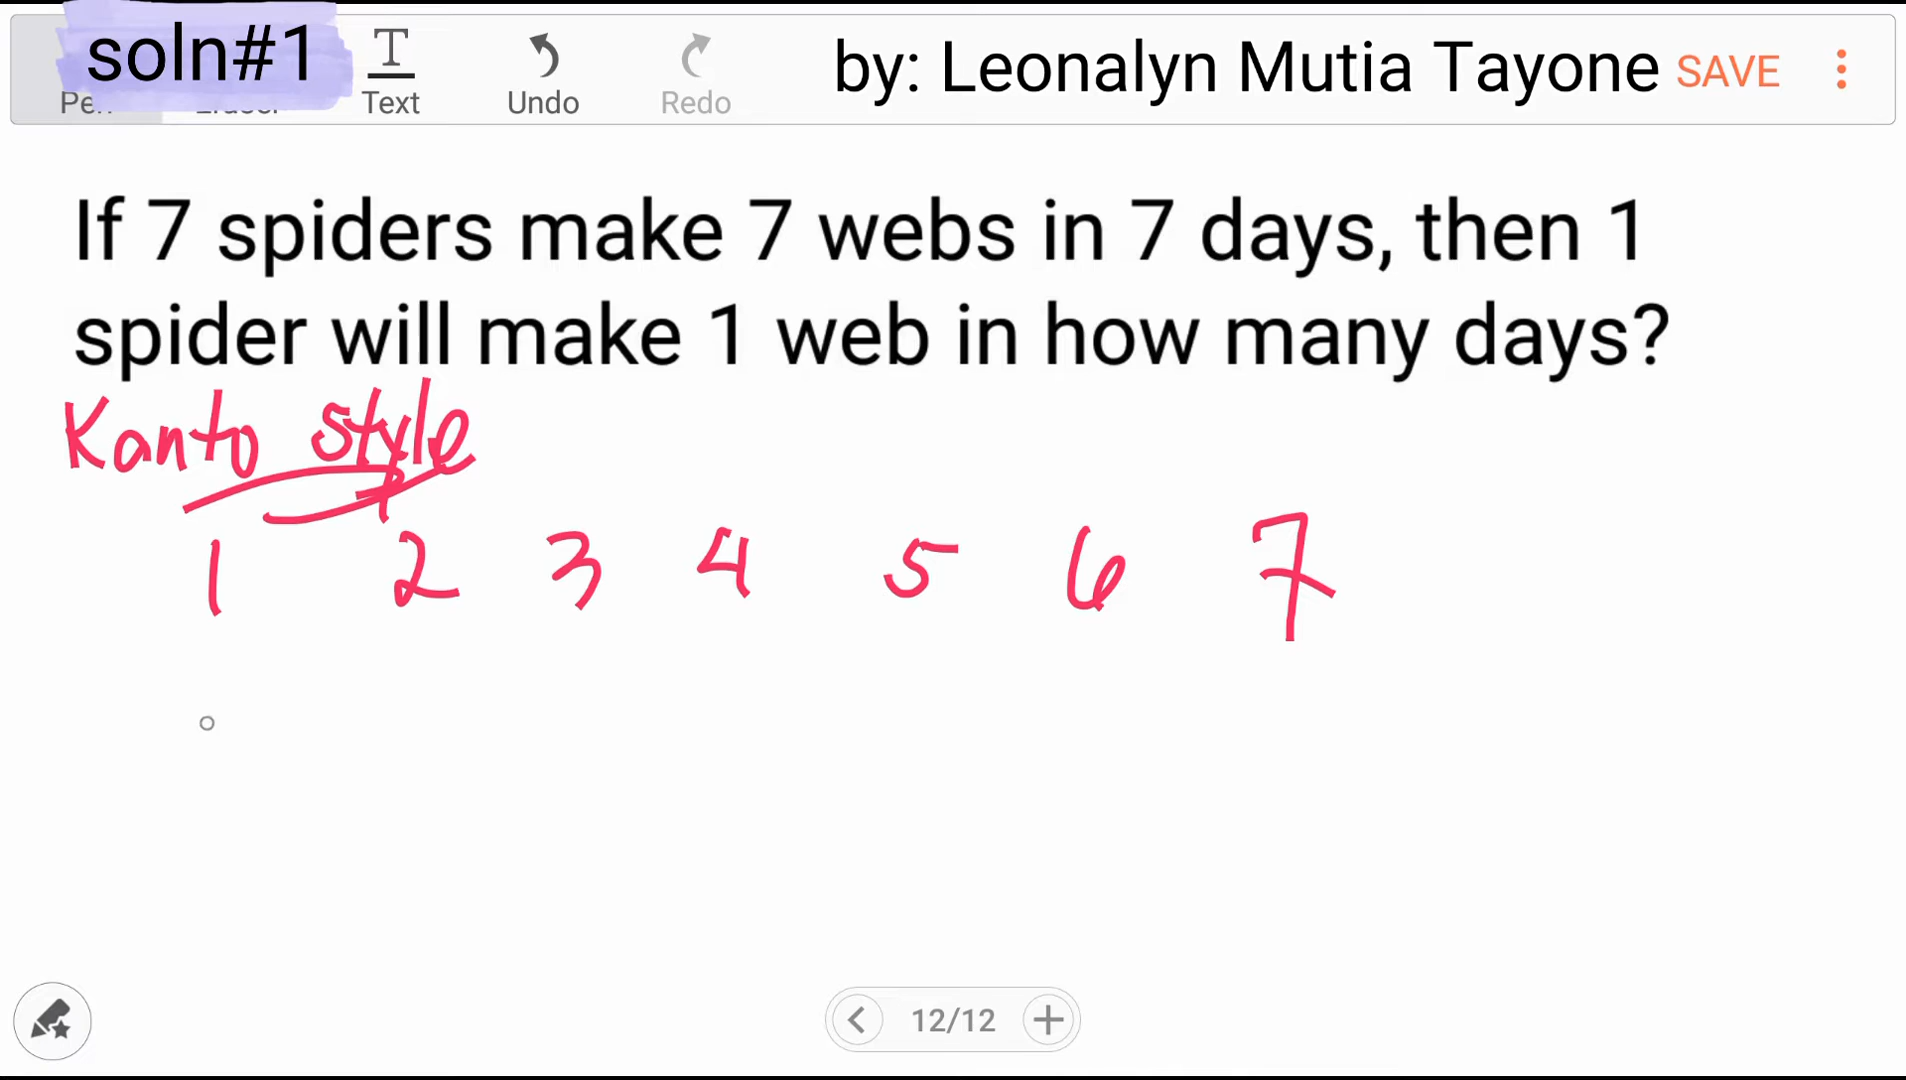 soln#1
Text
Undo
Redo
by: Leonalyn Mutia Tayone
SAVE
If 7 spiders make 7 webs in 7 days, then 1
spider will make 1 web in how many days?
Kanto style
1 2 3 4 5 6 7
12/12